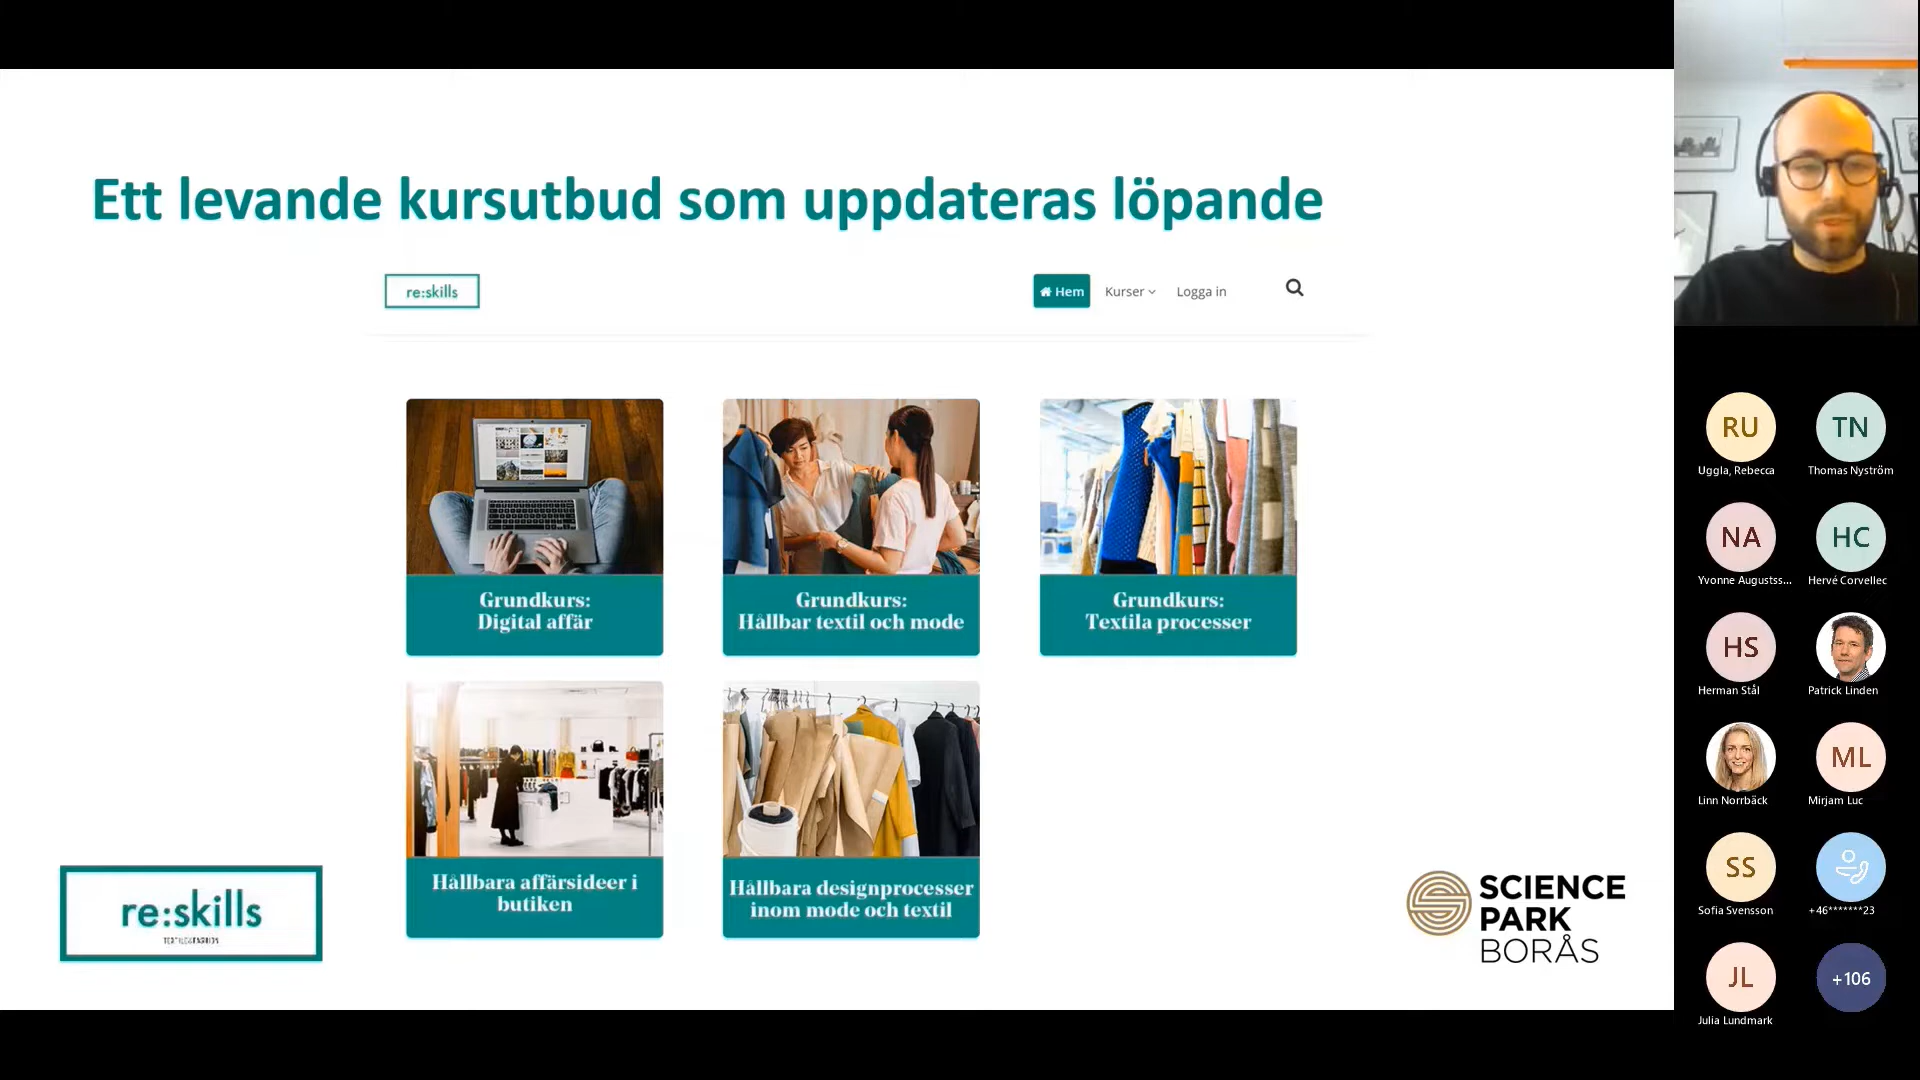 Ett levande kursutbud som uppdateras löpande
re:skills
Hem
Kurser
Logga in
Grundkurs:
Digital affär
Grundkurs:
Hållbar textil och mode
Grundkurs:
Textila processer
Hållbara affärsideer i
butiken
Hållbara designprocesser
inom mode och textil
re:skills
SCIENCE
PARK
BORÅS
RU
Uggla, Rebecca
TN
Thomas Nyström
NA
Yvonne Augustss...
HC
Hervé Corvellec
HS
Herman Stål
Patrick Linden
Linn Norrbäck
ML
Mirjam Luc
SS
Sofia Svensson
+46*******23
JL
Julia Lundmark
+106